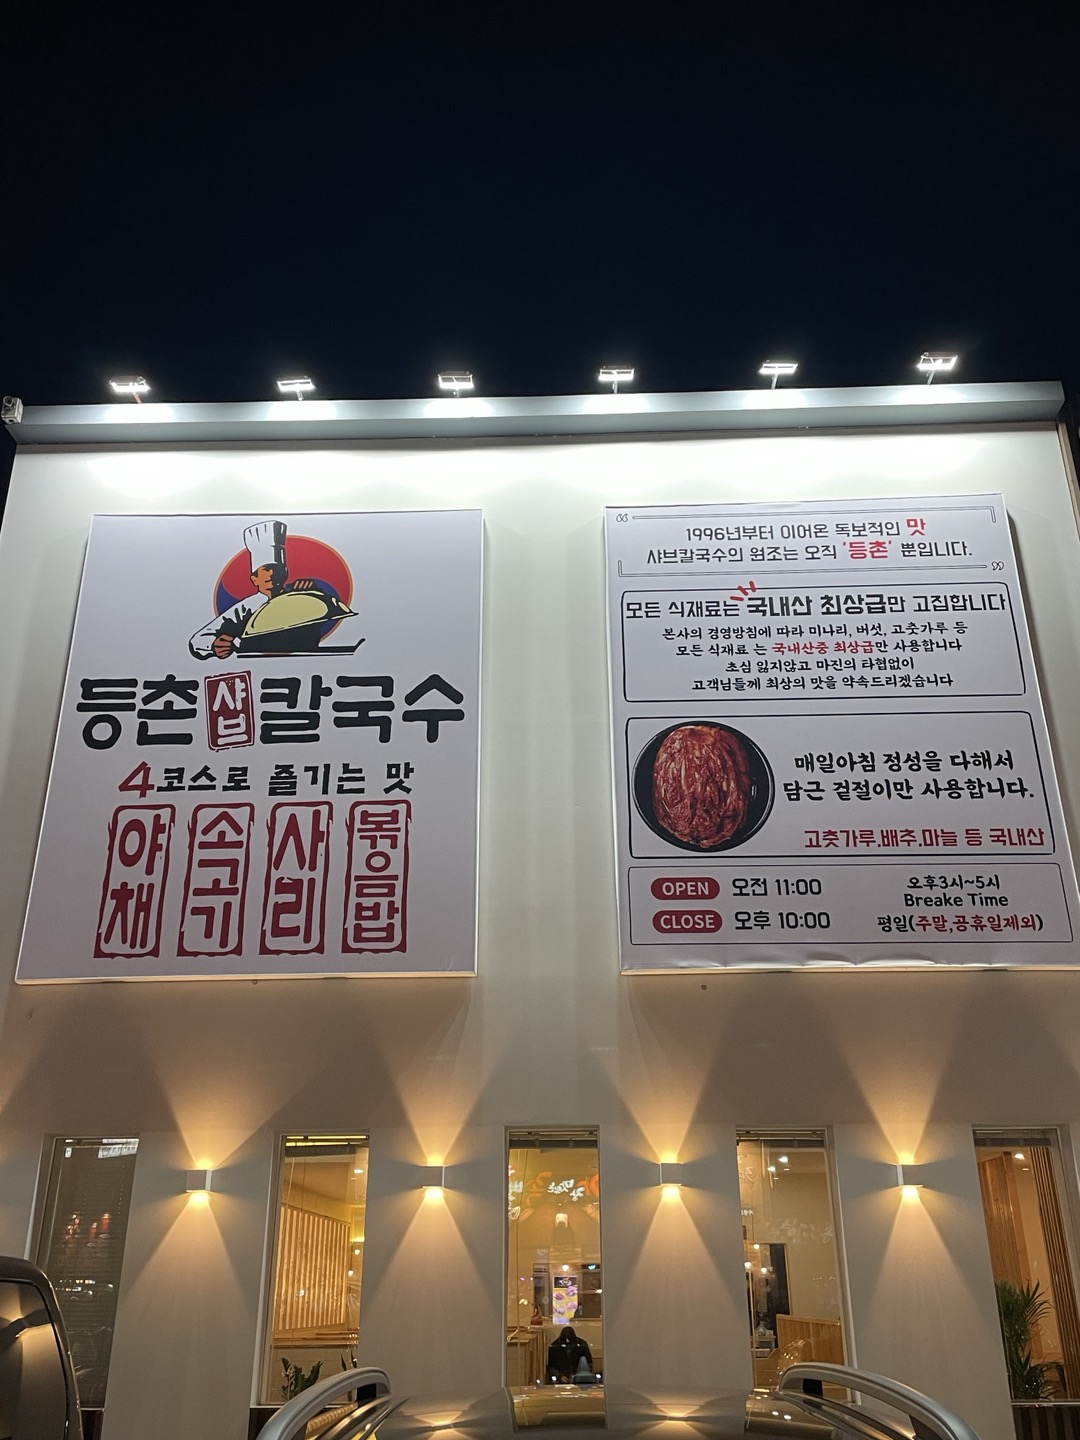 등촌샤브칼국수
4코스로 즐기는 맛
야채
소고기
사리
볶음밥
“
1996년부터 이어온 독보적인 맛
샤브칼국수의 원조는 오직 '등촌' 뿐입니다.
”
모든 식재료는 국내산 최상급만 고집합니다
본사의 경영방침에 따라 미나리, 버섯, 고춧가루 등
모든 식재료 는 국내산중 최상급만 사용합니다
초심 잃지않고 마진의 타협없이
고객님들께 최상의 맛을 약속드리겠습니다
매일아침 정성을 다해서
담근 겉절이만 사용합니다.
고춧가루.배추.마늘 등 국내산
OPEN 오전 11:00
CLOSE 오후 10:00
오후3시~5시
Breake Time
평일(주말,공휴일제외)